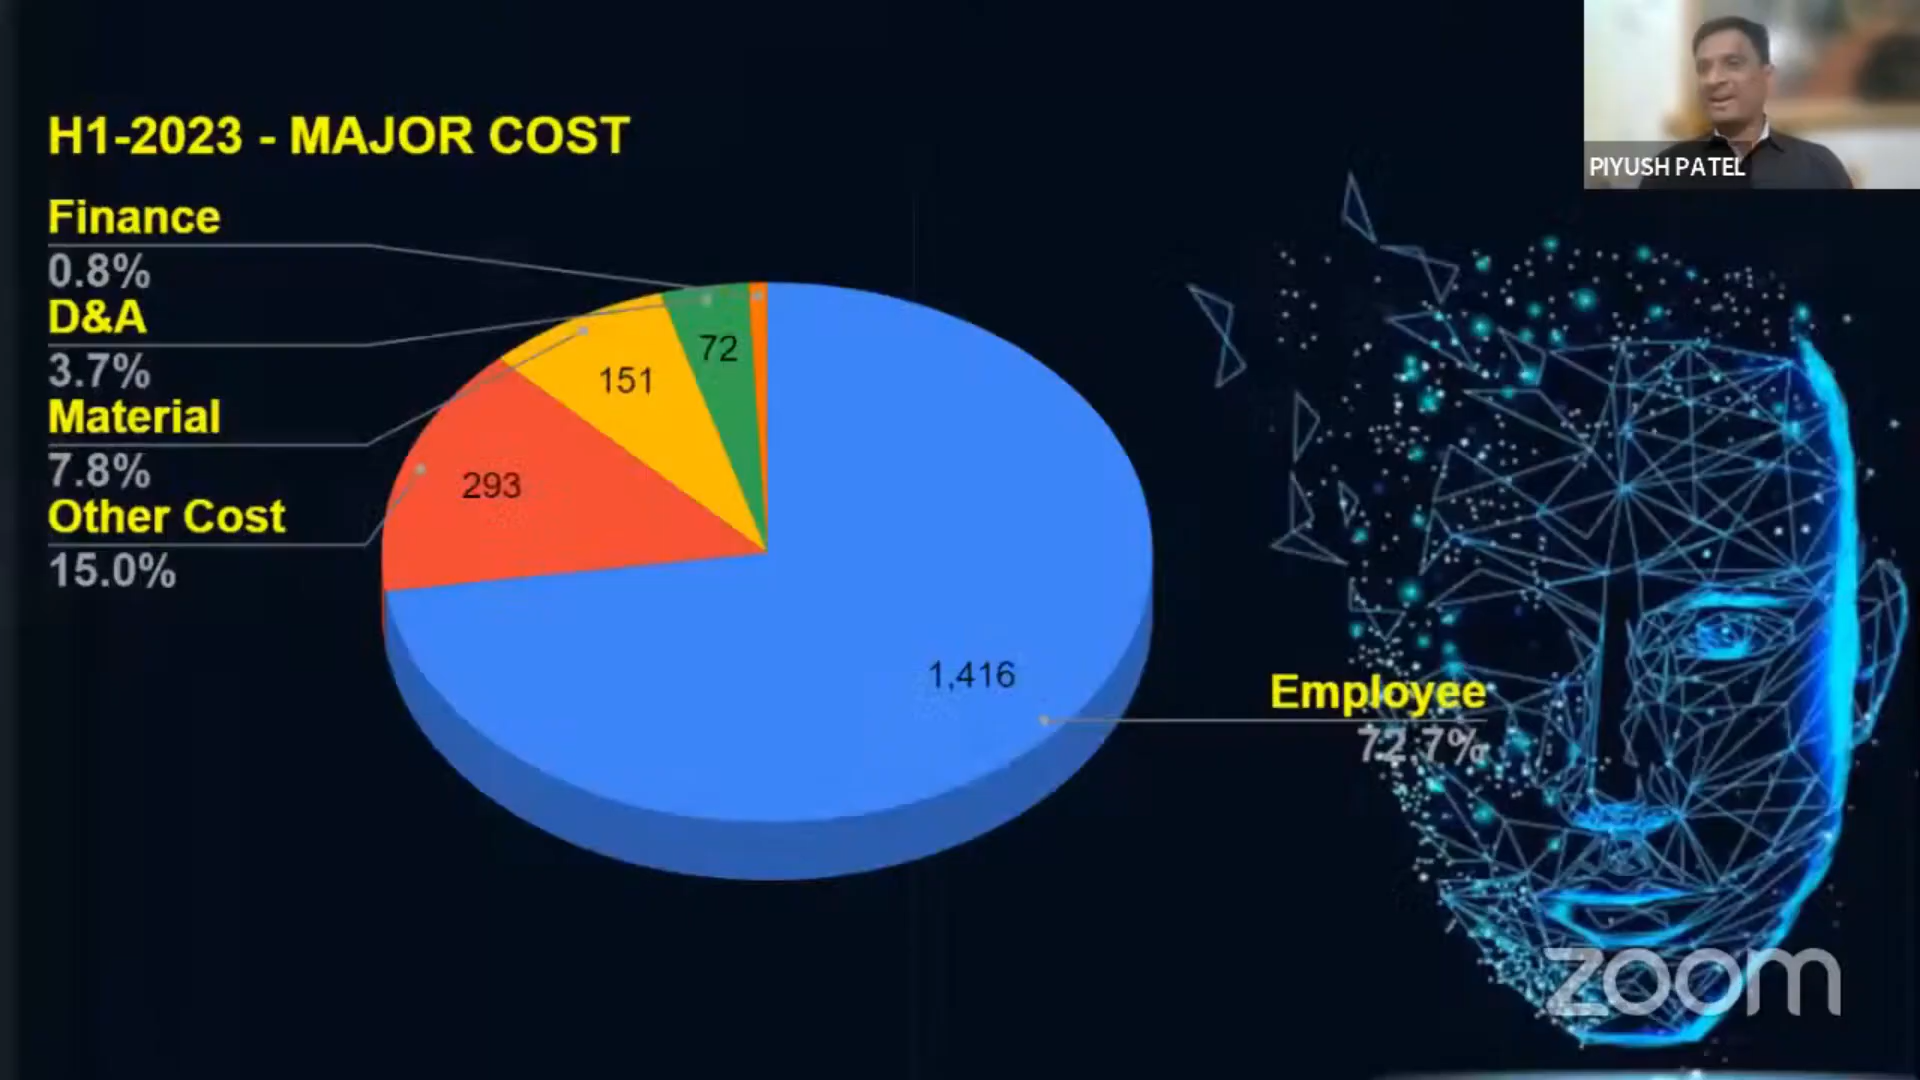 PIYUSH PATEL
H1-2023 - MAJOR COST
Finance
0.8%
D&A
3.7%
Material
7.8%
Other Cost
15.0%
72
151
293
1,416
Employee
72.7%
zoom